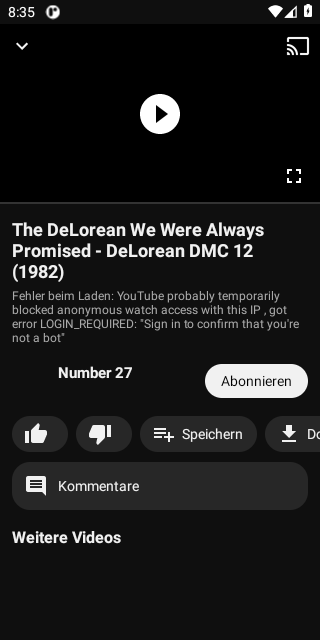 8:35
The DeLorean We Were Always
Promised - DeLorean DMC 12
(1982)
Fehler beim Laden: YouTube probably temporarily
blocked anonymous watch access with this IP , got
error LOGIN_REQUIRED: "Sign in to confirm that you're
not a bot"
Number 27
Abonnieren
Speichern
Do
Kommentare
Weitere Videos